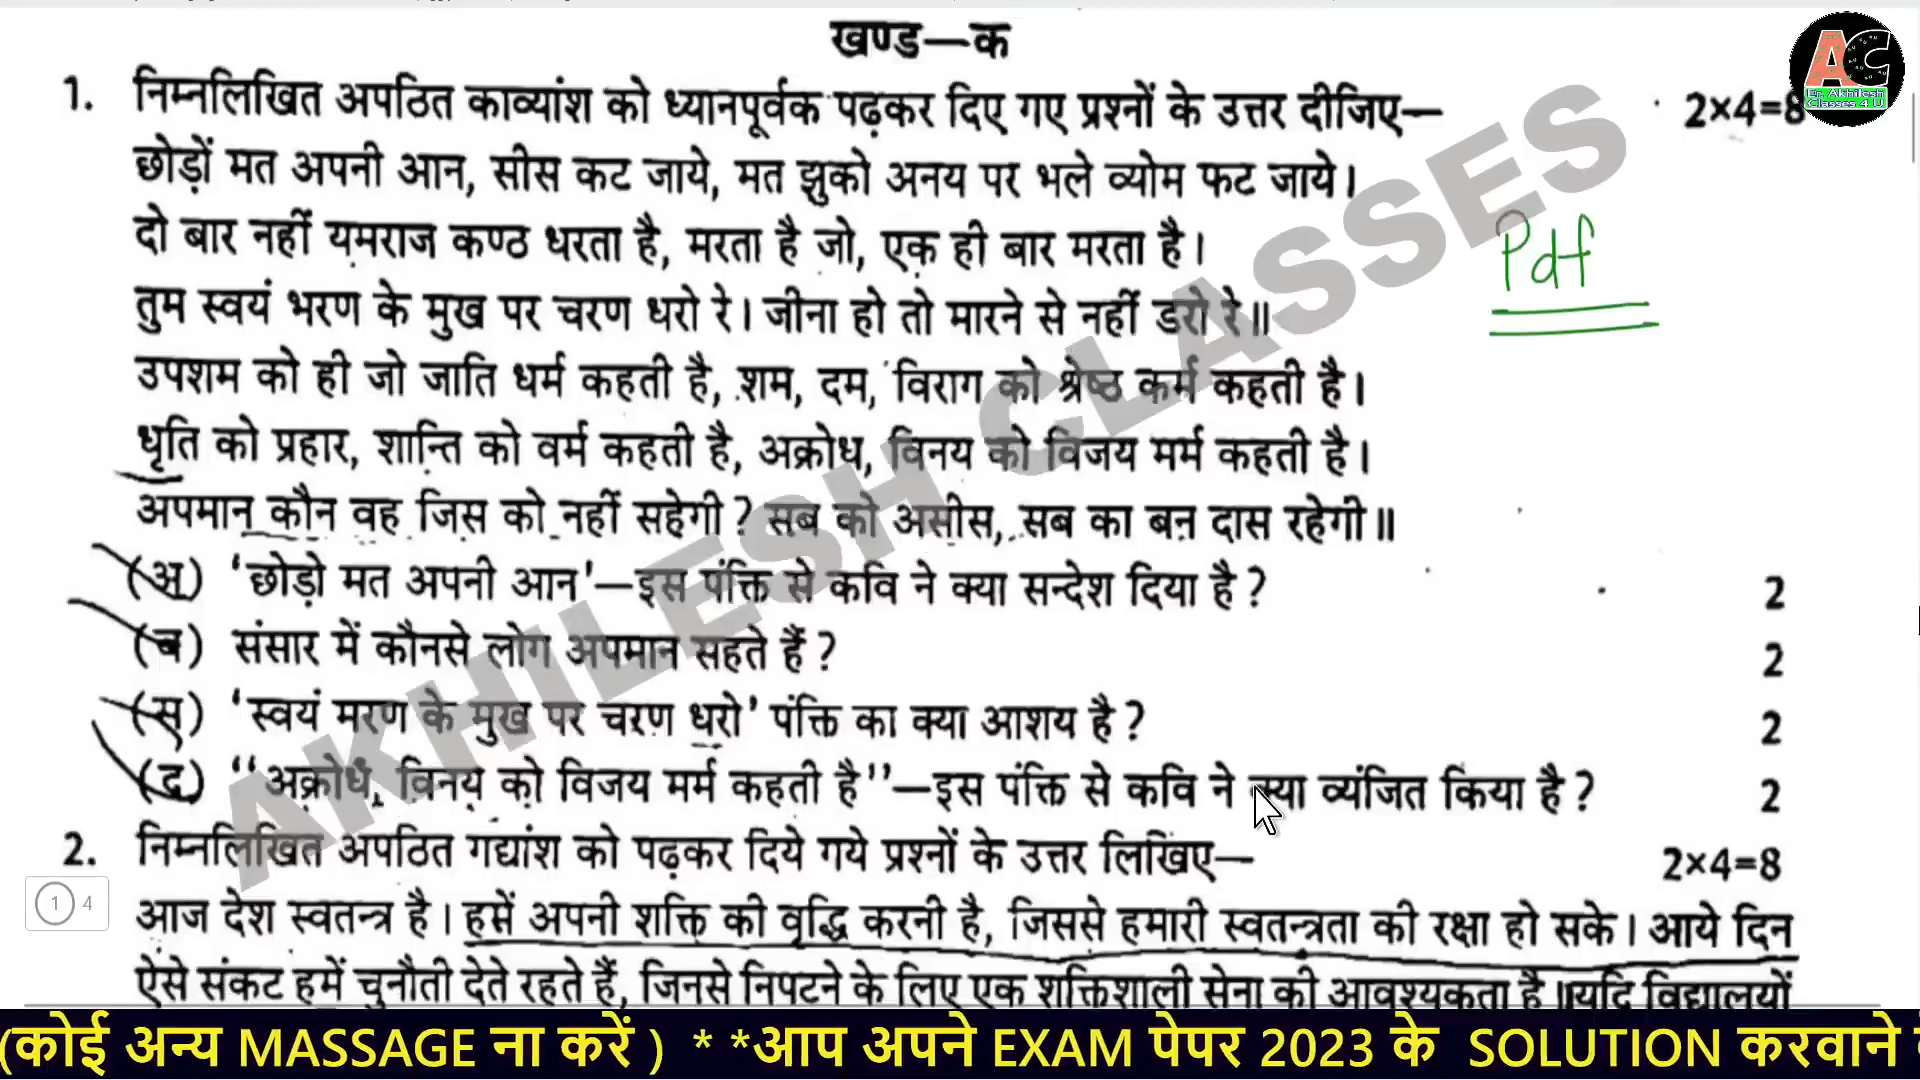 खण्ड—क
1. निम्नलिखित अपठित काव्यांश को ध्यानपूर्वक पढ़कर दिए गए प्रश्नों के उत्तर दीजिए— 2×4=8
AC
Er. Akhilesh
Classes 4 U
छोड़ों मत अपनी आन, सीस कट जाये, मत झुको अनय पर भले व्योम फट जाये।
दो बार नहीं यमराज कण्ठ धरता है, मरता है जो, एक ही बार मरता है।
Pdf
तुम स्वयं भरण के मुख पर चरण धरो रे। जीना हो तो मारने से नहीं डरो रे॥
उपशम को ही जो जाति धर्म कहती है, शम, दम, विराग को श्रेष्ठ कर्म कहती है।
धृति को प्रहार, शान्ति को वर्म कहती है, अक्रोध, विनय को विजय मर्म कहती है।
अपमान कौन वह जिस को नहीं सहेगी? सब को असीस, सब का बन दास रहेगी॥
(अ) 'छोड़ो मत अपनी आन'—इस पंक्ति से कवि ने क्या सन्देश दिया है? 2
(ब) संसार में कौनसे लोग अपमान सहते हैं? 2
(स) 'स्वयं मरण के मुख पर चरण धरो' पंक्ति का क्या आशय है? 2
(द) "अक्रोध, विनय को विजय मर्म कहती है"—इस पंक्ति से कवि ने क्या व्यंजित किया है? 2
AKHILESH CLASSES
2. निम्नलिखित अपठित गद्यांश को पढ़कर दिये गये प्रश्नों के उत्तर लिखिए— 2×4=8
1 4
आज देश स्वतन्त्र है। हमें अपनी शक्ति की वृद्धि करनी है, जिससे हमारी स्वतन्त्रता की रक्षा हो सके। आये दिन
ऐसे संकट हमें चुनौती देते रहते हैं, जिनसे निपटने के लिए एक शक्तिशाली सेना की आवश्यकता है। यदि विद्यालयों
(कोई अन्य MASSAGE ना करें ) * *आप अपने EXAM पेपर 2023 के SOLUTION करवाने